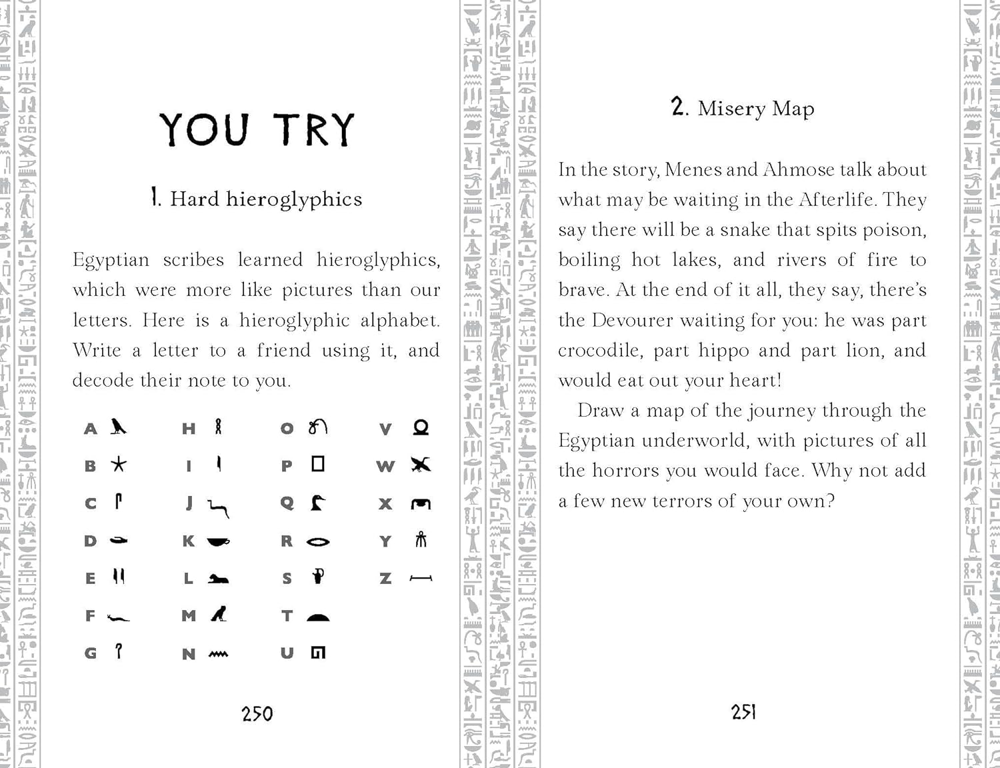 YOU TRY
1. Hard hieroglyphics
Egyptian scribes learned hieroglyphics,
which were more like pictures than our
letters. Here is a hieroglyphic alphabet.
Write a letter to a friend using it, and
decode their note to you.
A H O V
B I P W
C J Q X
D K R Y
E L S Z
F M T
G N U
250
2. Misery Map
In the story, Menes and Ahmose talk about
what may be waiting in the Afterlife. They
say there will be a snake that spits poison,
boiling hot lakes, and rivers of fire to
brave. At the end of it all, they say, there's
the Devourer waiting for you: he was part
crocodile, part hippo and part lion, and
would eat out your heart!
Draw a map of the journey through the
Egyptian underworld, with pictures of all
the horrors you would face. Why not add
a few new terrors of your own?
251